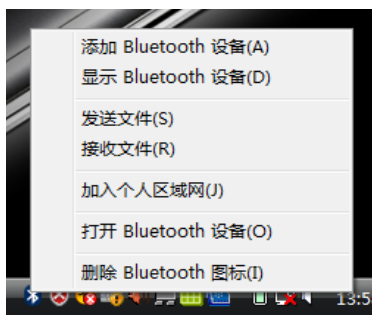 添加 Bluetooth 设备(A)
显示 Bluetooth 设备(D)
发送文件(S)
接收文件(R)
加入个人区域网(J)
打开 Bluetooth 设备(O)
删除 Bluetooth 图标(I)
13:5